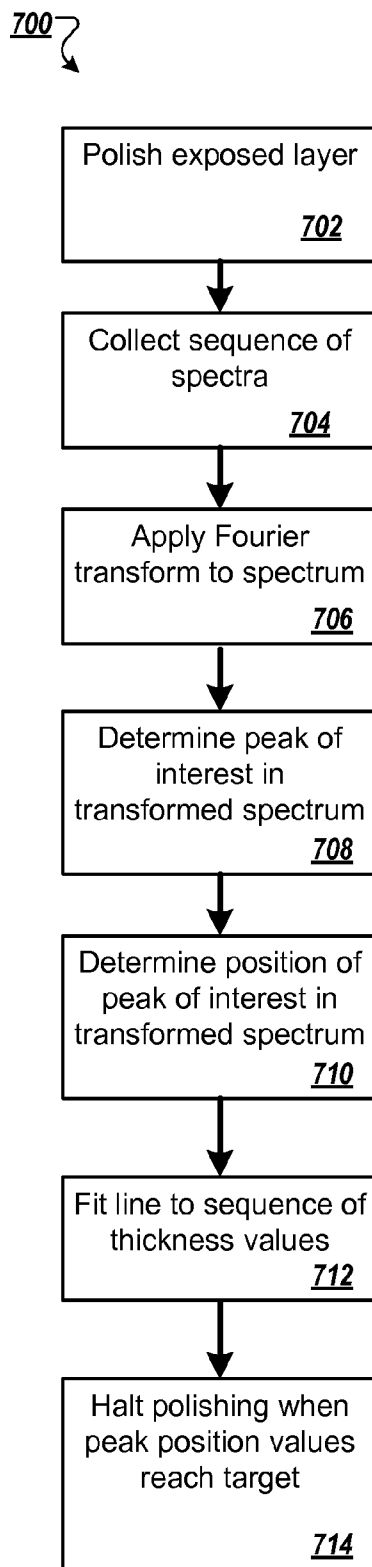 700
Polish exposed layer
702
Collect sequence of
spectra
704
Apply Fourier
transform to spectrum
706
Determine peak of
interest in
transformed spectrum
708
Determine position of
peak of interest in
transformed spectrum
710
Fit line to sequence of
thickness values
712
Halt polishing when
peak position values
reach target
714